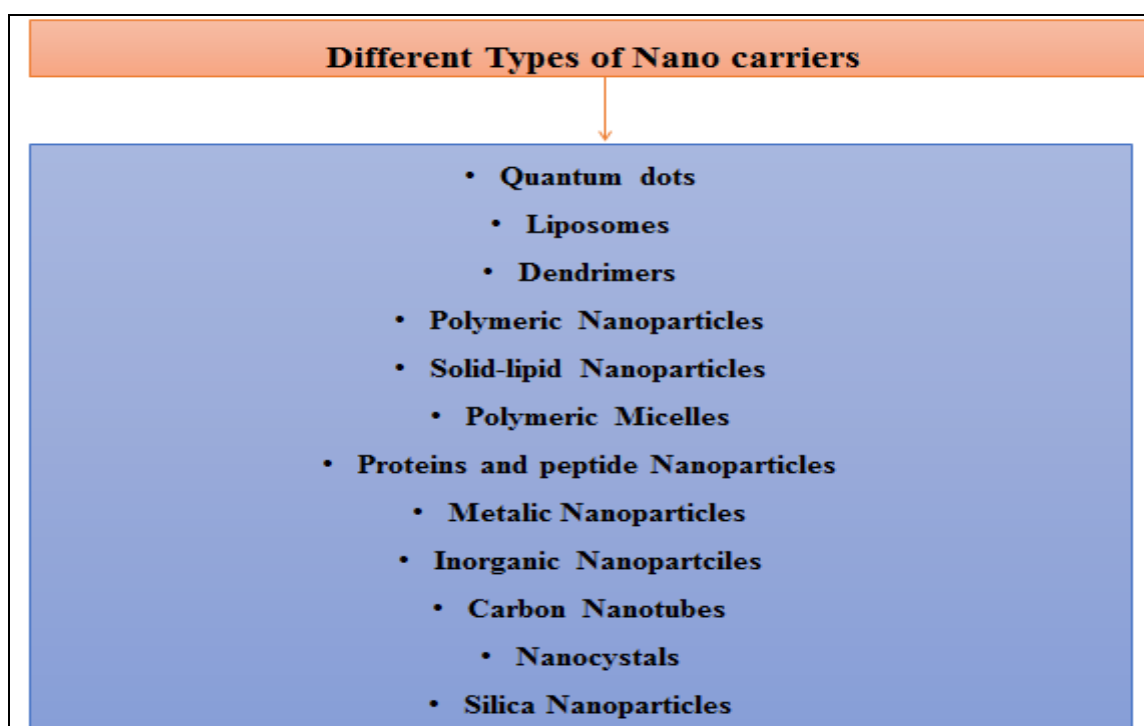 Different Types of Nano carriers
• Quantum dots
• Liposomes
• Dendrimers
• Polymeric Nanoparticles
• Solid-lipid Nanoparticles
• Polymeric Micelles
• Proteins and peptide Nanoparticles
• Metalic Nanoparticles
• Inorganic Nanopartciles
• Carbon Nanotubes
• Nanocystals
• Silica Nanoparticles